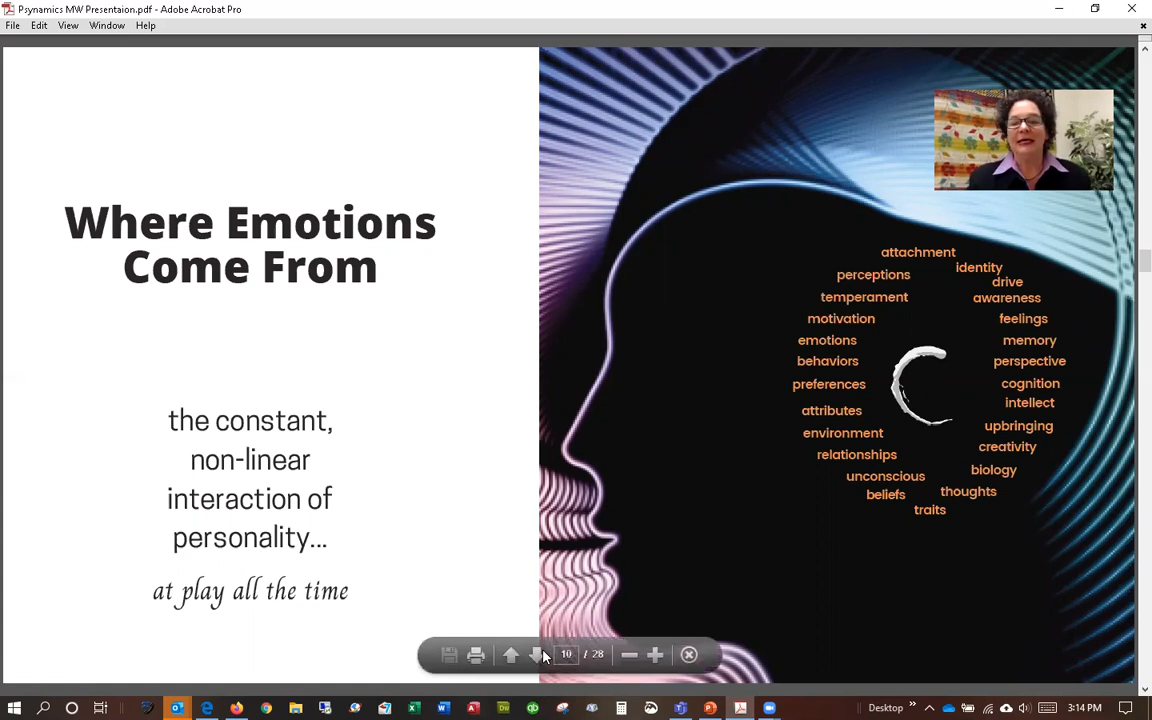 Psynamics MW Presentaion.pdf - Adobe Acrobat Pro
File Edit View Window Help
Where Emotions
Come From
the constant,
non-linear
interaction of
personality...
at play all the time
attachment
identity
perceptions
drive
temperament
awareness
motivation
feelings
emotions
memory
behaviors
perspective
preferences
cognition
attributes
intellect
environment
upbringing
relationships
creativity
unconscious
biology
beliefs
thoughts
traits
10 / 28
Desktop
3:14 PM